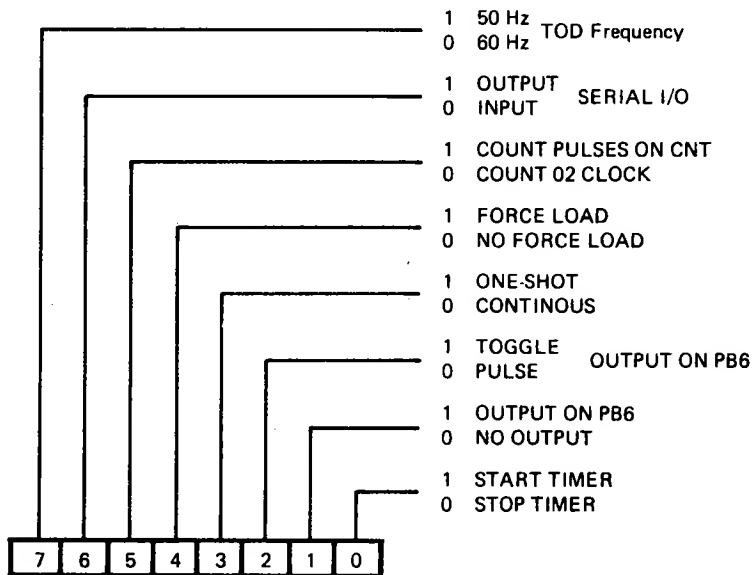 1 50 Hz
0 60 Hz TOD Frequency
1 OUTPUT
0 INPUT SERIAL I/O
1 COUNT PULSES ON CNT
0 COUNT 02 CLOCK
1 FORCE LOAD
0 NO FORCE LOAD
1 ONE-SHOT
0 CONTINOUS
1 TOGGLE
0 PULSE OUTPUT ON PB6
1 OUTPUT ON PB6
0 NO OUTPUT
1 START TIMER
0 STOP TIMER
7 6 5 4 3 2 1 0